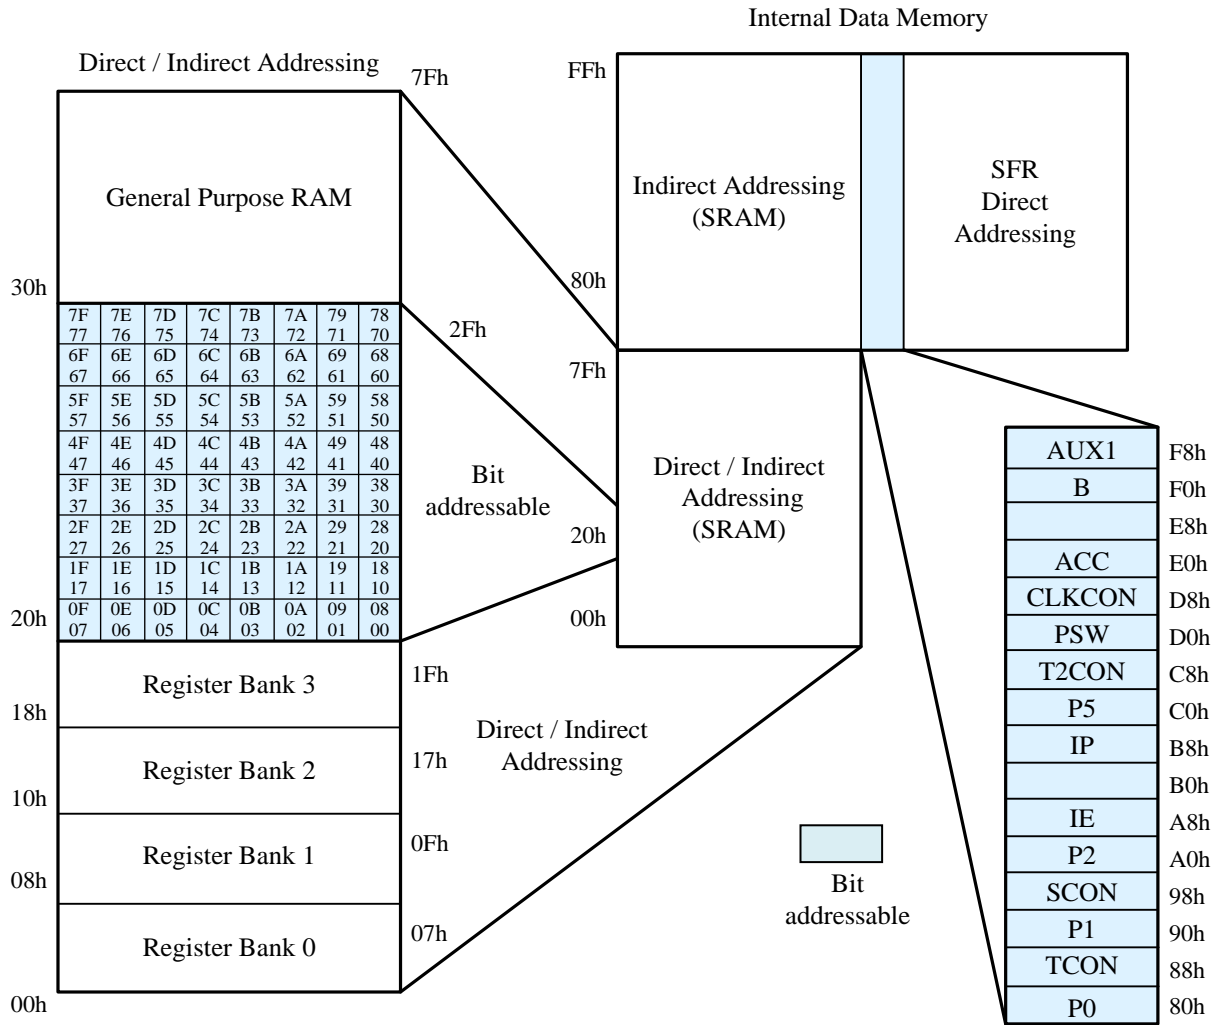 Internal Data Memory
Direct / Indirect Addressing
7Fh
General Purpose RAM
30h
7F 7E 7D 7C 7B 7A 79 78
77 76 75 74 73 72 71 70
6F 6E 6D 6C 6B 6A 69 68
67 66 65 64 63 62 61 60
5F 5E 5D 5C 5B 5A 59 58
57 56 55 54 53 52 51 50
4F 4E 4D 4C 4B 4A 49 48
47 46 45 44 43 42 41 40
3F 3E 3D 3C 3B 3A 39 38
37 36 35 34 33 32 31 30
2F 2E 2D 2C 2B 2A 29 28
27 26 25 24 23 22 21 20
1F 1E 1D 1C 1B 1A 19 18
17 16 15 14 13 12 11 10
0F 0E 0D 0C 0B 0A 09 08
07 06 05 04 03 02 01 00
20h
2Fh
Bit
addressable
Register Bank 3
1Fh
18h
Register Bank 2
17h
10h
Register Bank 1
0Fh
08h
Register Bank 0
07h
00h
Direct / Indirect
Addressing
FFh
Indirect Addressing
(SRAM)
80h
SFR
Direct
Addressing
7Fh
Direct / Indirect
Addressing
(SRAM)
20h
00h
Bit
addressable
AUX1 F8h
B F0h
E8h
ACC E0h
CLKCON D8h
PSW D0h
T2CON C8h
P5 C0h
IP B8h
B0h
IE A8h
P2 A0h
SCON 98h
P1 90h
TCON 88h
P0 80h